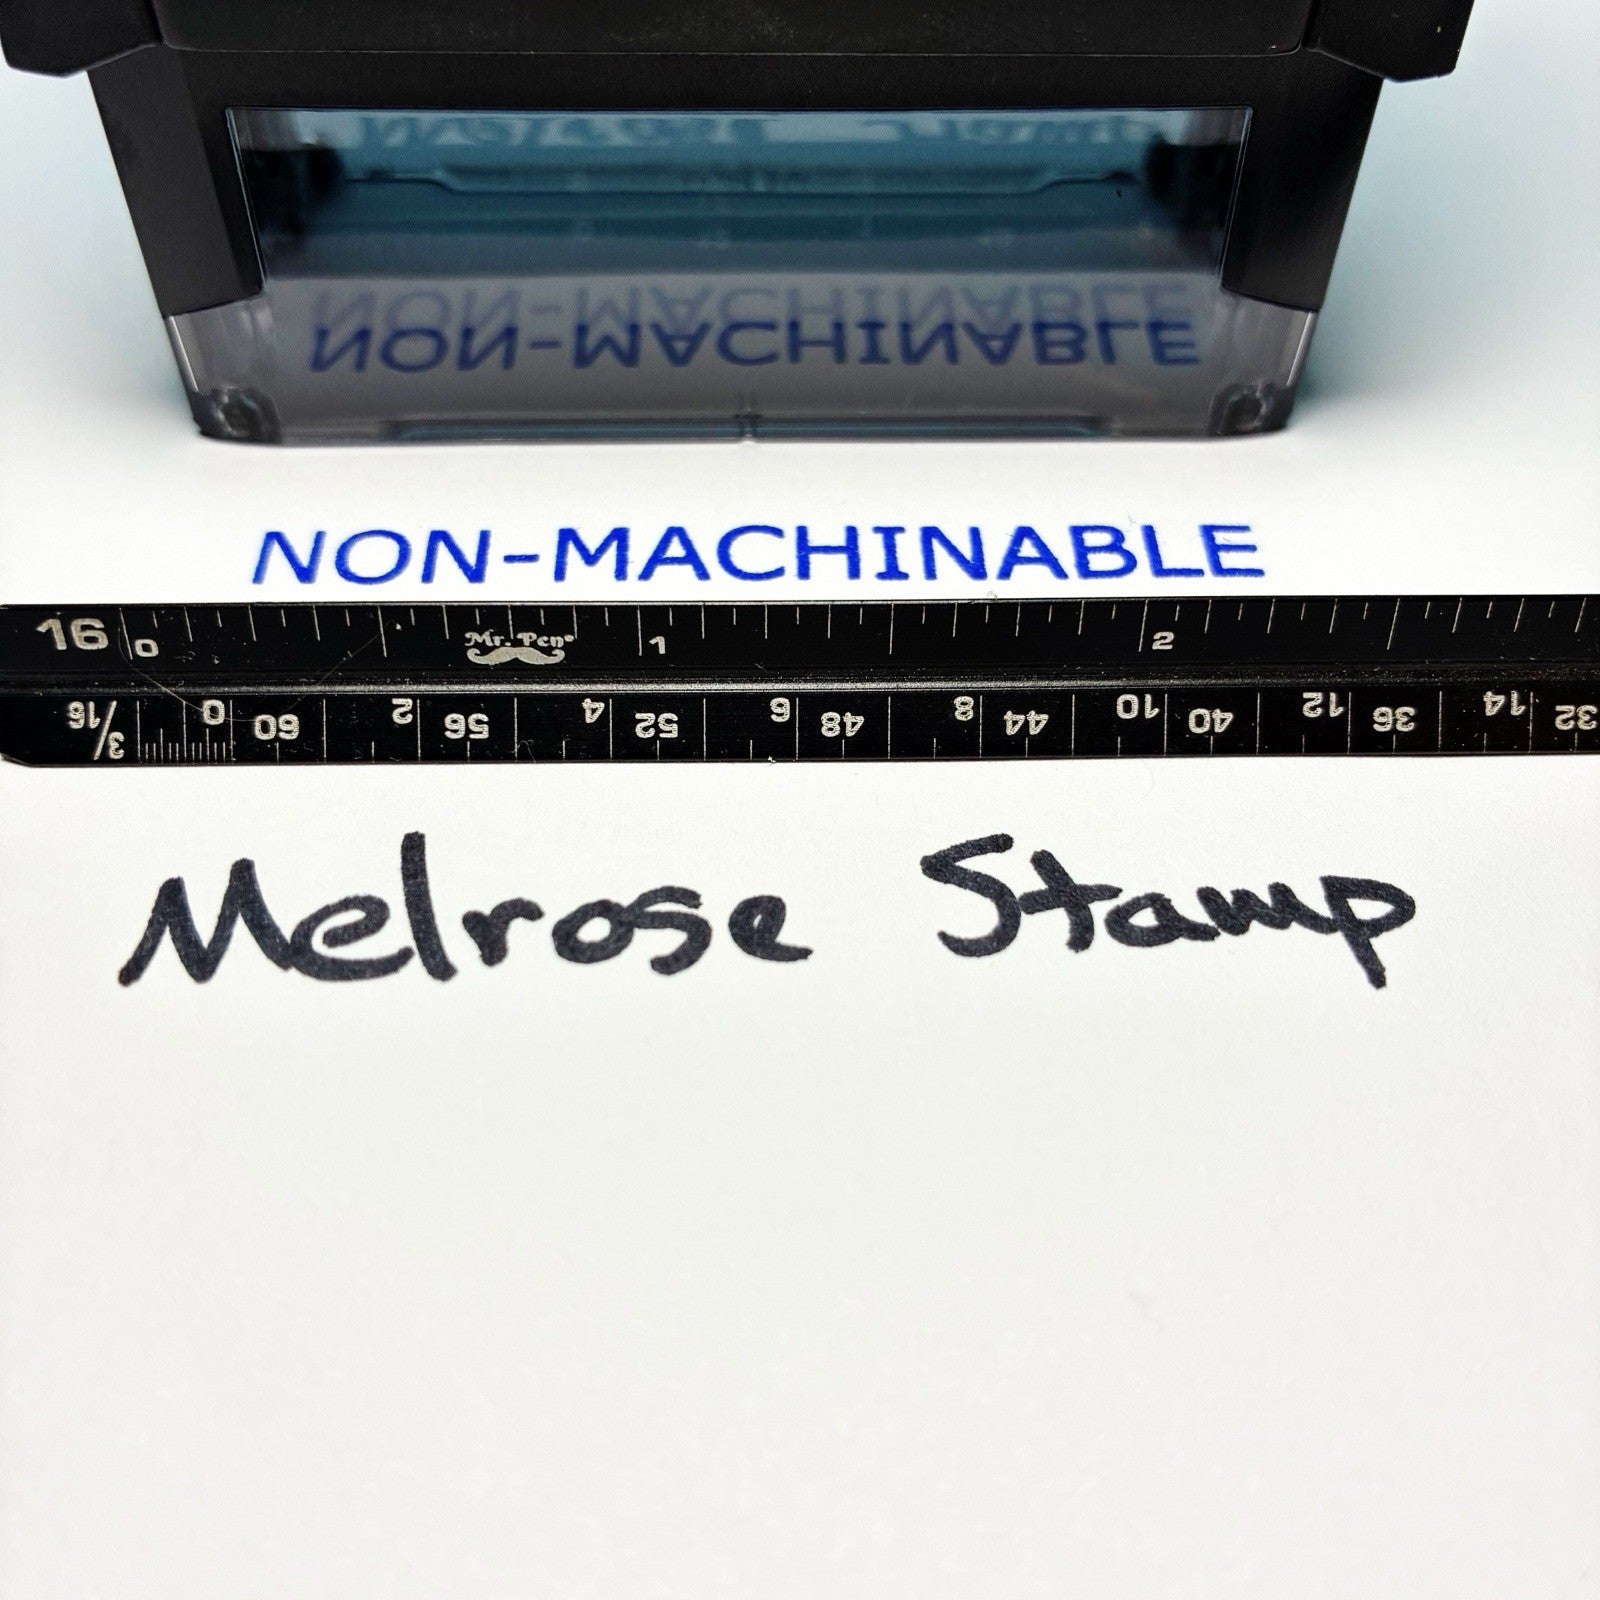 NON-MACHINABLE
NON-MACHINABLE
16 0 Mr. Pen® 1 2
3/16 0 60 2 56 4 52 6 48 8 44 10 40 12 36 14 32
Melrose Stamp